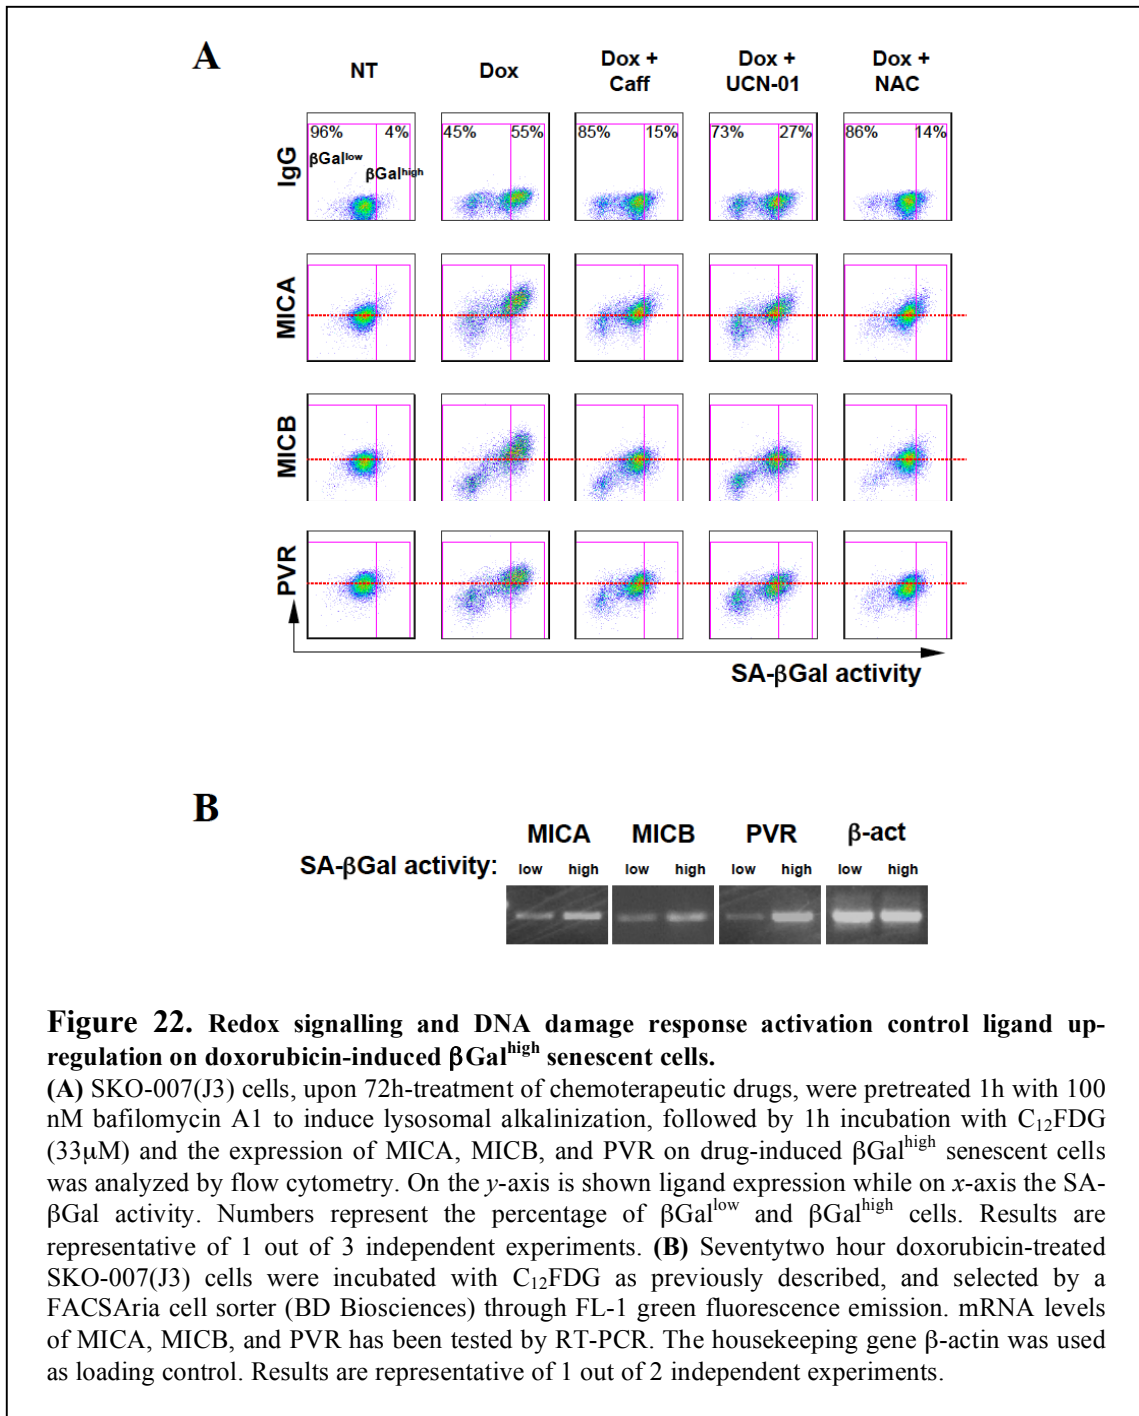 A
NT
Dox
Dox +
Caff
Dox +
UCN-01
Dox +
NAC
IgG
96% 4%
βGallow
βGalhigh
45% 55%
85% 15%
73% 27%
86% 14%
MICA
MICB
PVR
SA-βGal activity
B
MICA MICB PVR β-act
SA-βGal activity: low high low high low high low high
Figure 22. Redox signalling and DNA damage response activation control ligand up-
regulation on doxorubicin-induced βGalhigh senescent cells.
(A) SKO-007(J3) cells, upon 72h-treatment of chemoterapeutic drugs, were pretreated 1h with 100
nM bafilomycin A1 to induce lysosomal alkalinization, followed by 1h incubation with C12FDG
(33μM) and the expression of MICA, MICB, and PVR on drug-induced βGalhigh senescent cells
was analyzed by flow cytometry. On the y-axis is shown ligand expression while on x-axis the SA-
βGal activity. Numbers represent the percentage of βGallow and βGalhigh cells. Results are
representative of 1 out of 3 independent experiments. (B) Seventytwo hour doxorubicin-treated
SKO-007(J3) cells were incubated with C12FDG as previously described, and selected by a
FACSAria cell sorter (BD Biosciences) through FL-1 green fluorescence emission. mRNA levels
of MICA, MICB, and PVR has been tested by RT-PCR. The housekeeping gene β-actin was used
as loading control. Results are representative of 1 out of 2 independent experiments.